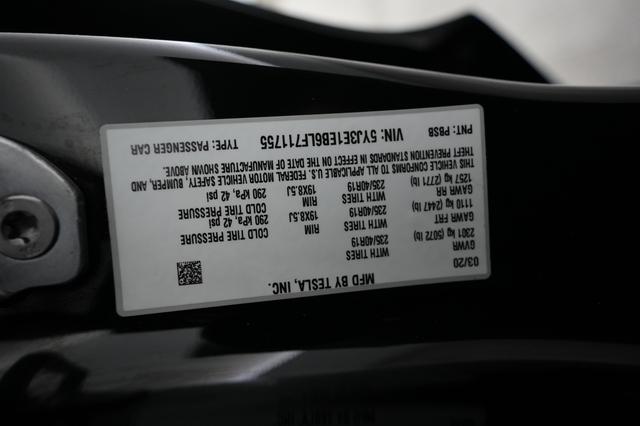 MFD BY TESLA, INC.
03/20
GVWR WITH TIRES COLD TIRE PRESSURE
2301 kg (5072 lb) 235/40R19 RIM 290 kPa, 42 psi
GAWR FRT 19X8.5J
1110 kg (2447 lb) WITH TIRES COLD TIRE PRESSURE
GAWR RR 235/40R19 RIM 290 kPa, 42 psi
1257 kg (2771 lb) WITH TIRES 19X8.5J
235/40R19
THIS VEHICLE CONFORMS TO ALL APPLICABLE U.S. FEDERAL MOTOR VEHICLE SAFETY, BUMPER, AND
THEFT PREVENTION STANDARDS IN EFFECT ON THE DATE OF MANUFACTURE SHOWN ABOVE.
PNT: PBSB VIN: 5YJ3E1EB6LF711755 TYPE: PASSENGER CAR